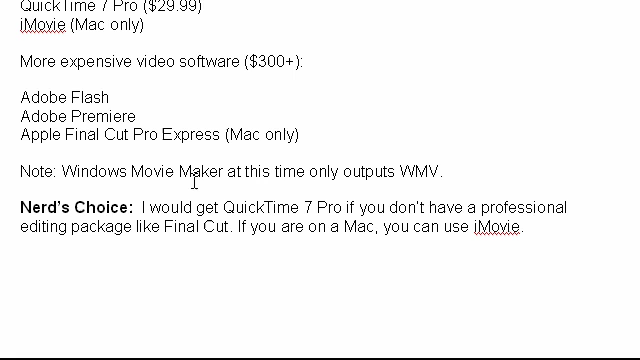 QuickTime 7 Pro ($29.99)
iMovie (Mac only)
More expensive video software ($300+):
Adobe Flash
Adobe Premiere
Apple Final Cut Pro Express (Mac only)
Note: Windows Movie Maker at this time only outputs WMV.
Nerd's Choice:  I would get QuickTime 7 Pro if you don't have a professional
editing package like Final Cut. If you are on a Mac, you can use iMovie.